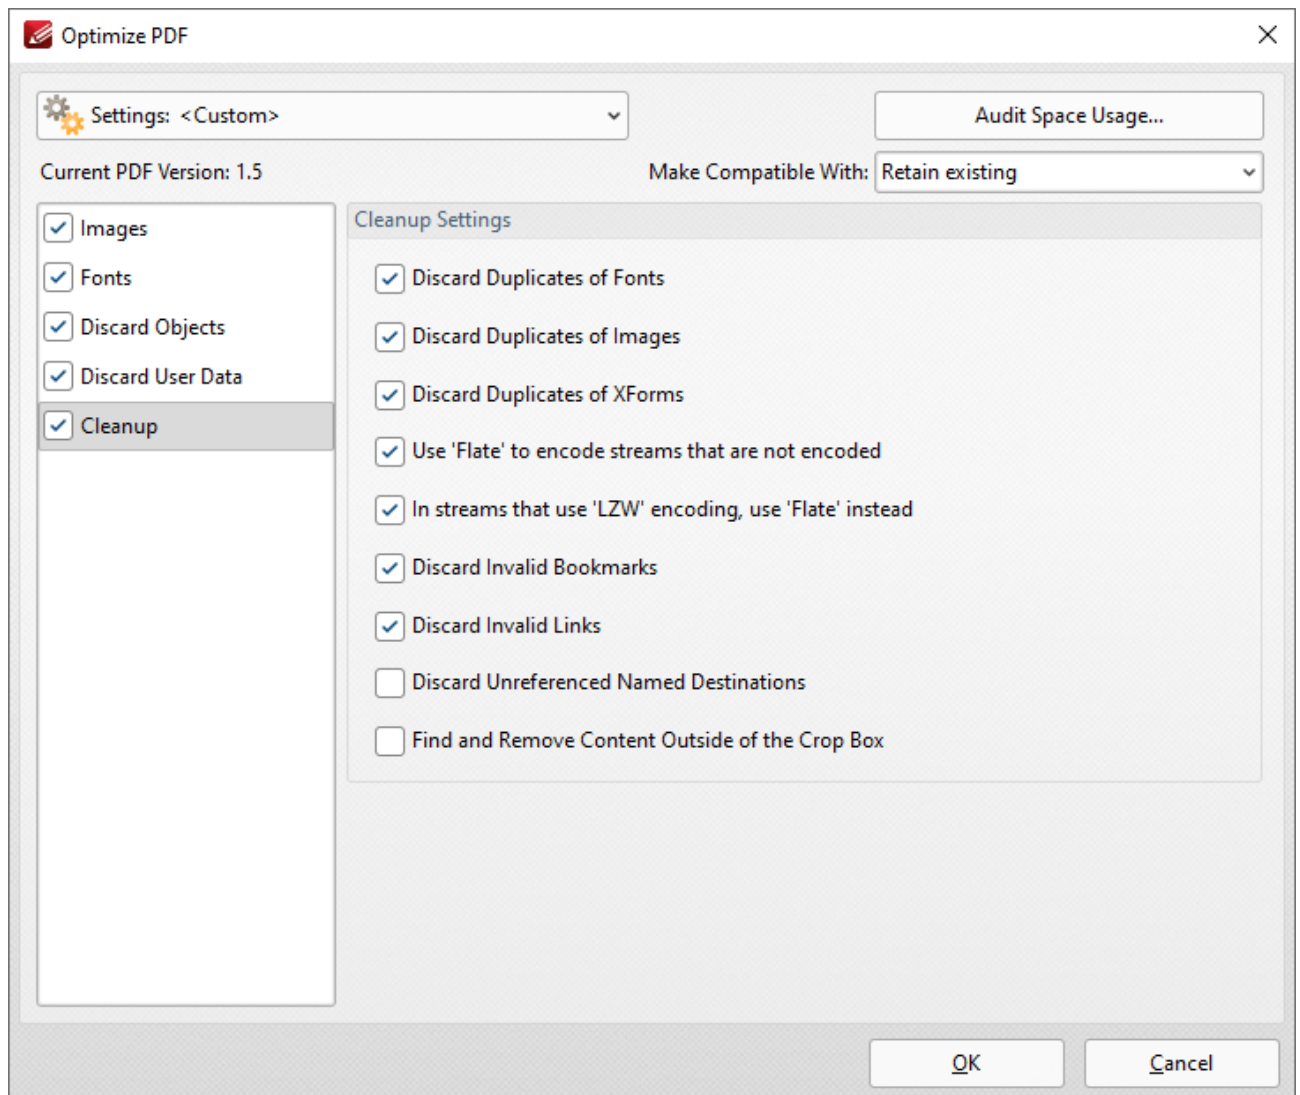 Optimize PDF
Settings: <Custom>
Audit Space Usage...
Current PDF Version: 1.5
Make Compatible With: Retain existing
Images
Fonts
Discard Objects
Discard User Data
Cleanup
Cleanup Settings
Discard Duplicates of Fonts
Discard Duplicates of Images
Discard Duplicates of XForms
Use 'Flate' to encode streams that are not encoded
In streams that use 'LZW' encoding, use 'Flate' instead
Discard Invalid Bookmarks
Discard Invalid Links
Discard Unreferenced Named Destinations
Find and Remove Content Outside of the Crop Box
OK
Cancel